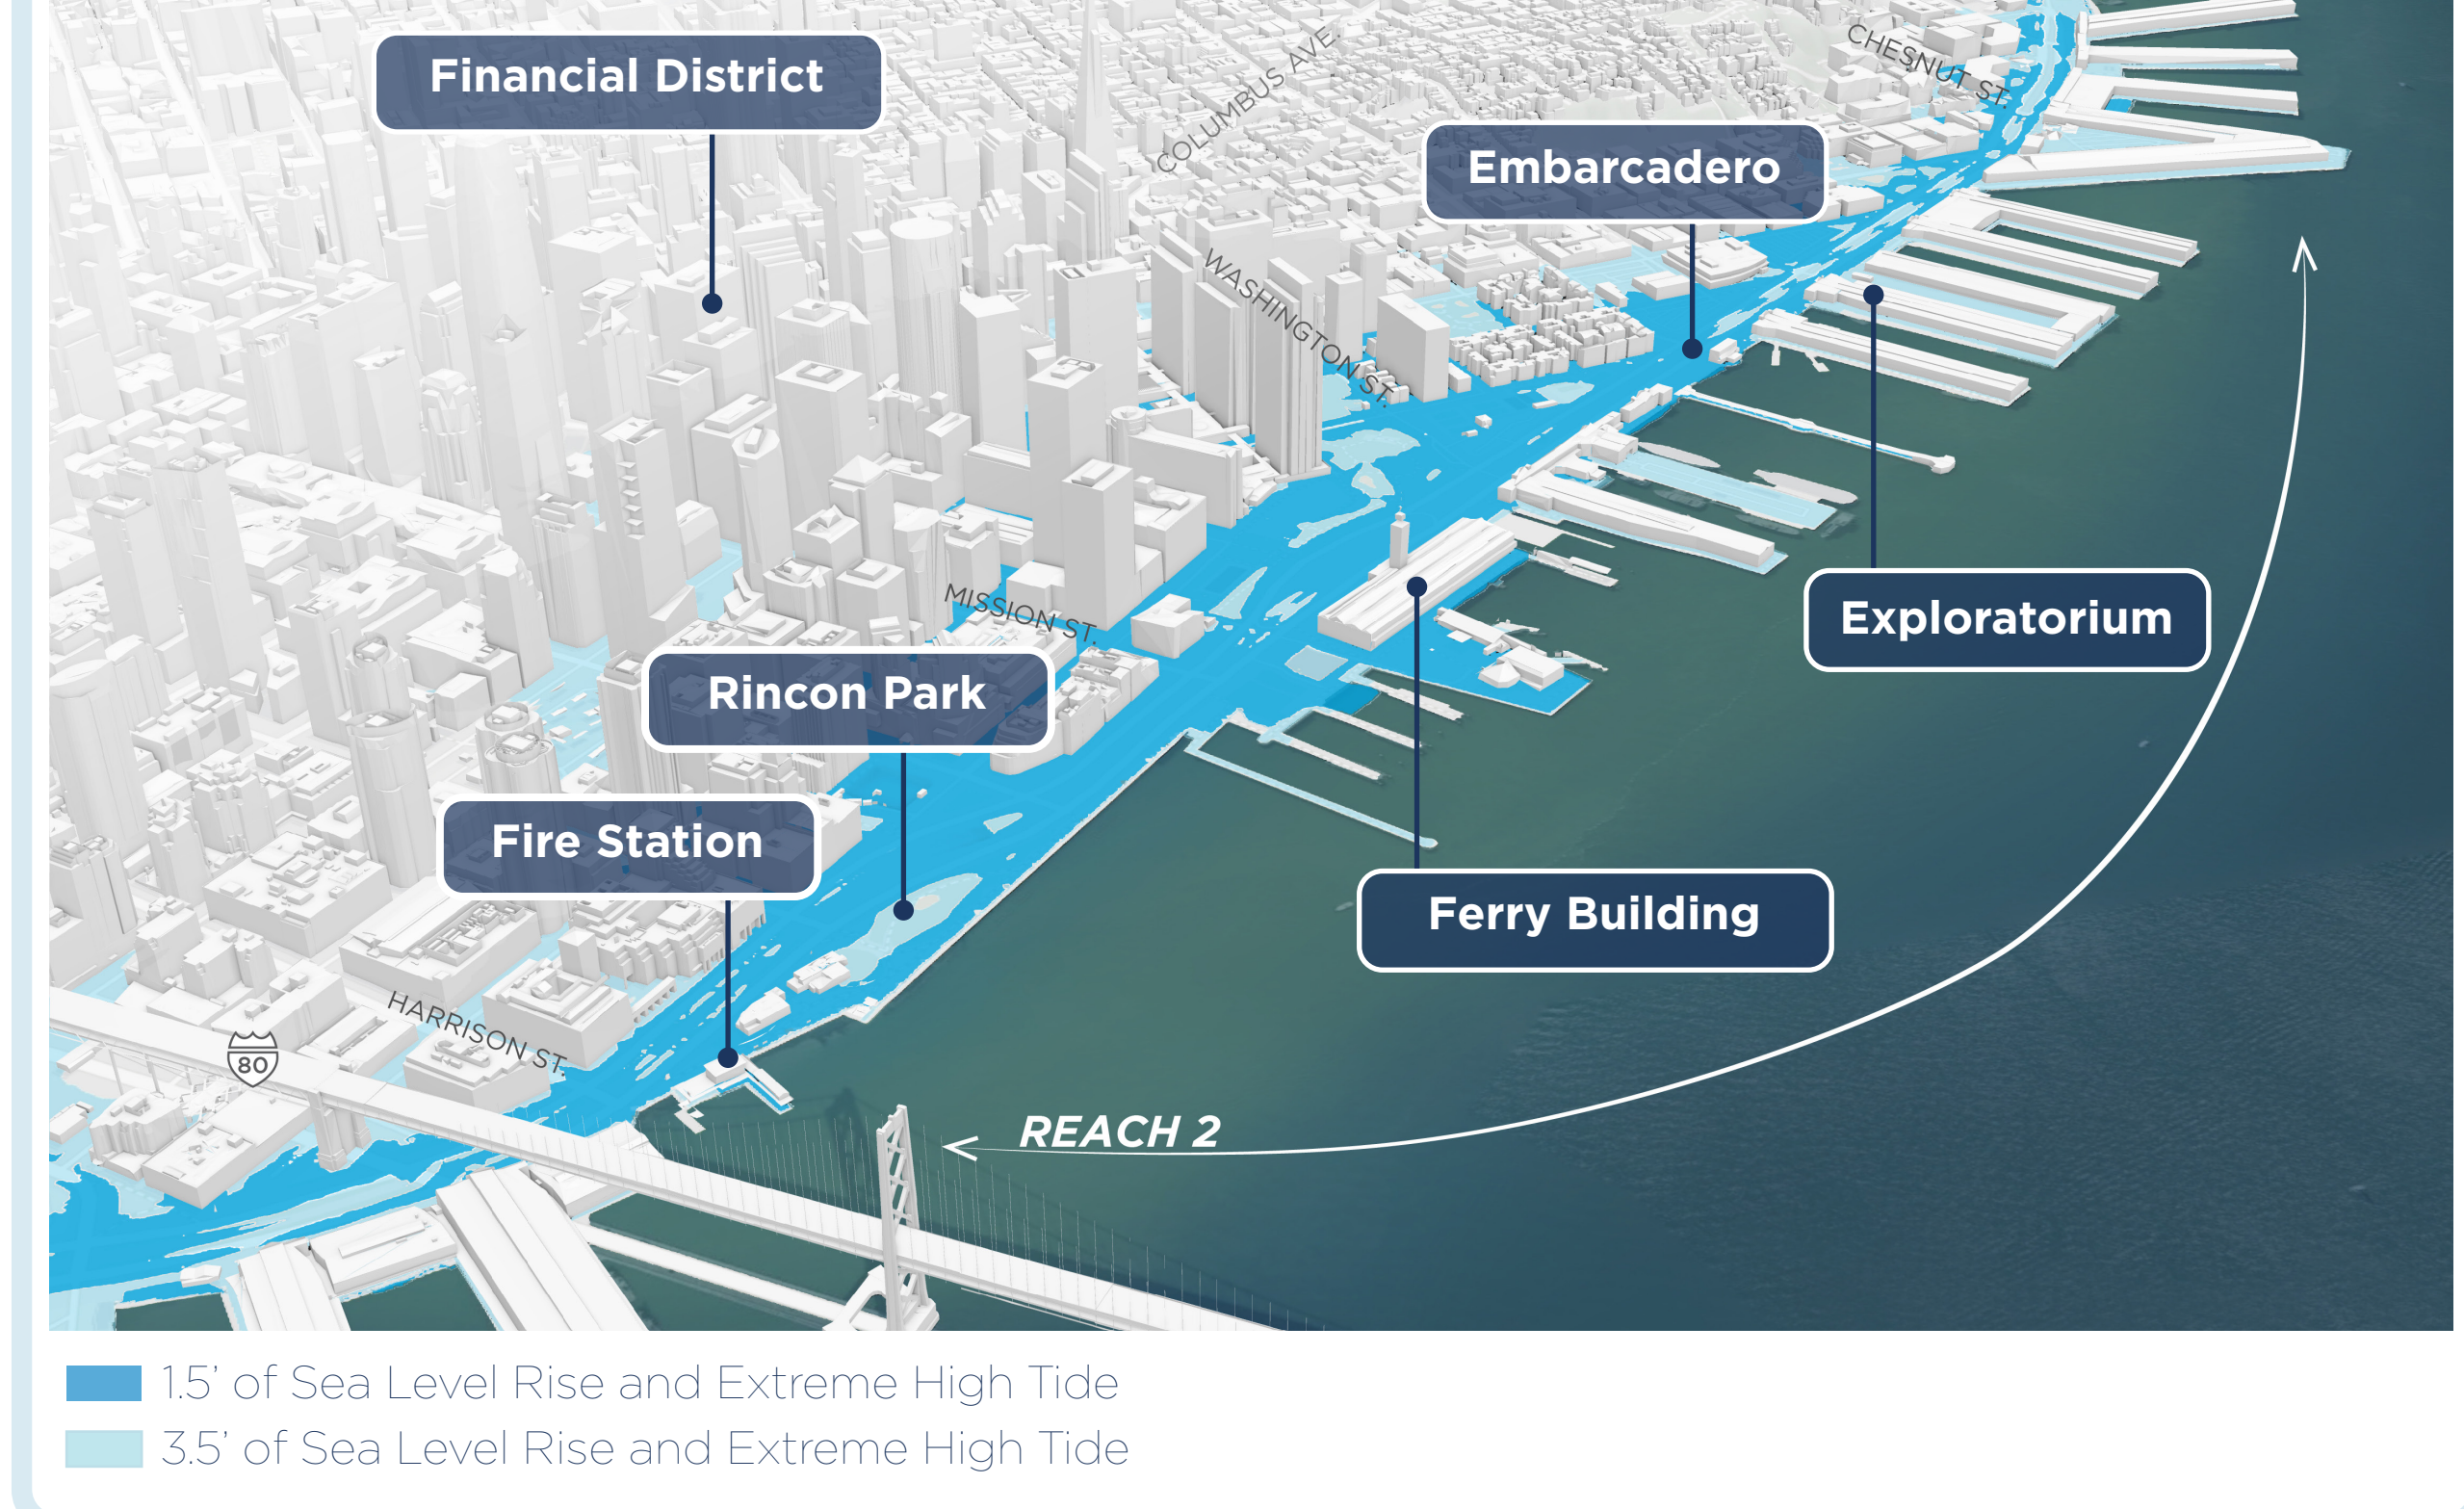 Financial District
COLUMBUS AVE.
CHESNUT ST.
Embarcadero
WASHINGTON ST.
MISSION ST.
Exploratorium
Rincon Park
Fire Station
Ferry Building
HARRISON ST.
80
REACH 2
1.5’ of Sea Level Rise and Extreme High Tide
3.5’ of Sea Level Rise and Extreme High Tide